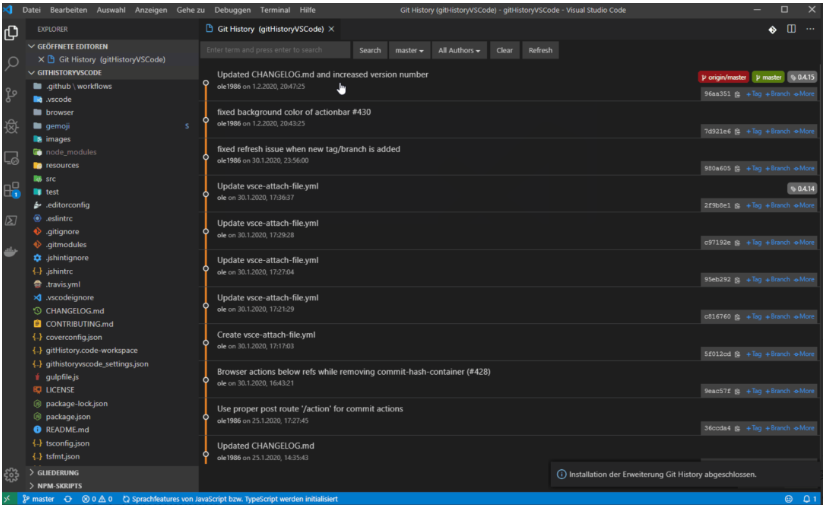 Datei Bearbeiten Auswahl Anzeigen Gehe zu Debuggen Terminal Hilfe Git History (gitHistoryVSCode) - gitHistoryVSCode - Visual Studio Code
EXPLORER
Git History (gitHistoryVSCode)
GEÖFFNETE EDITOREN
Git History (gitHistoryVSCode)
Enter term and press enter to search Search master All Authors Clear Refresh
GITHISTORYVSCODE
.github \ workflows
.vscode
browser
gemoji S
images
node_modules
resources
src
test
.editorconfig
.eslintrc
.gitignore
.gitmodules
.jshintignore
.jshintrc
.travis.yml
.vscodeignore
CHANGELOG.md
CONTRIBUTING.md
coverconfig.json
gitHistory.code-workspace
githistoryvscode_settings.json
gulpfile.js
LICENSE
package-lock.json
package.json
README.md
tsconfig.json
tsfmt.json
GLIEDERUNG
NPM-SKRIPTS
1
Updated CHANGELOG.md and increased version number
ole1986 on 1.2.2020, 20:47:25
origin/master master 0.4.15
96aa351 +Tag +Branch +More
fixed background color of actionbar #430
ole1986 on 1.2.2020, 20:43:25
7d921e6 +Tag +Branch +More
fixed refresh issue when new tag/branch is added
ole1986 on 30.1.2020, 23:56:00
980a605 +Tag +Branch +More
Update vsce-attach-file.yml
ole on 30.1.2020, 17:36:37
0.4.14
2f9b8e1 +Tag +Branch +More
Update vsce-attach-file.yml
ole on 30.1.2020, 17:29:28
c97192e +Tag +Branch +More
Update vsce-attach-file.yml
ole on 30.1.2020, 17:27:04
95eb292 +Tag +Branch +More
Update vsce-attach-file.yml
ole on 30.1.2020, 17:21:29
c816760 +Tag +Branch +More
Create vsce-attach-file.yml
ole on 30.1.2020, 17:17:03
5f012cd +Tag +Branch +More
Browser actions below refs while removing commit-hash-container (#428)
ole on 30.1.2020, 16:43:21
9eac57f +Tag +Branch +More
Use proper post route '/action' for commit actions
ole1986 on 25.1.2020, 17:27:45
36ccda4 +Tag +Branch +More
Updated CHANGELOG.md
ole1986 on 25.1.2020, 14:35:43
Installation der Erweiterung Git History abgeschlossen.
master 0 0 Sprachfeatures von JavaScript bzw. TypeScript werden initialisiert 1